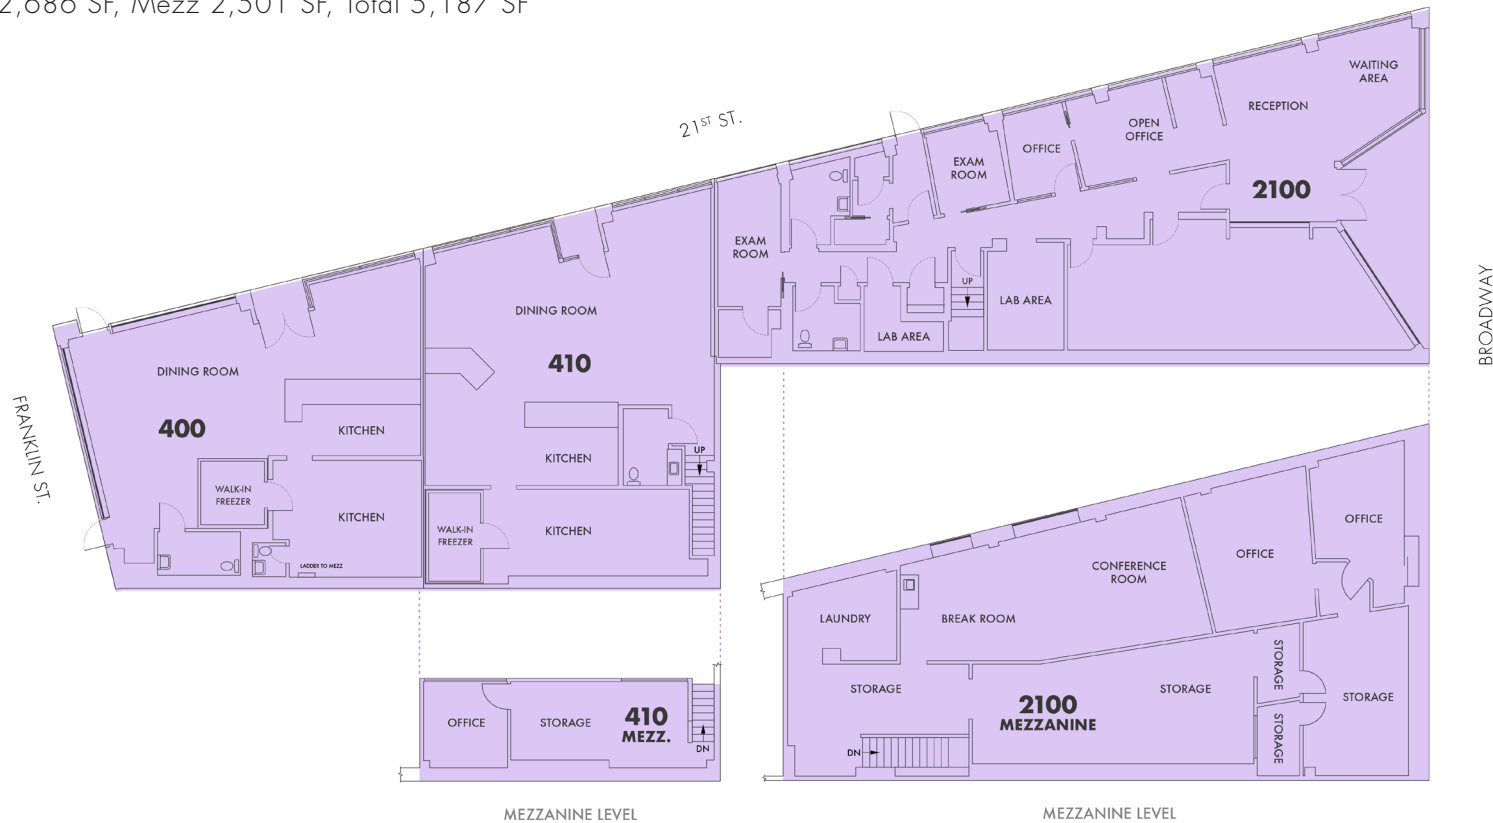 2,686 SF, Mezz 2,501 SF, Total 5,187 SF
21ST ST.
FRANKLIN ST.
BROADWAY
DINING ROOM
400
KITCHEN
WALK-IN
FREEZER
KITCHEN
LADDER TO MEZZ
DINING ROOM
410
KITCHEN
UP
WALK-IN
FREEZER
KITCHEN
EXAM
ROOM
EXAM
ROOM
OFFICE
OPEN
OFFICE
RECEPTION
WAITING
AREA
2100
UP
LAB AREA
LAB AREA
OFFICE
STORAGE
410
MEZZ.
DN
MEZZANINE LEVEL
LAUNDRY
BREAK ROOM
CONFERENCE
ROOM
OFFICE
OFFICE
STORAGE
2100
MEZZANINE
STORAGE
STORAGE
STORAGE
STORAGE
DN
MEZZANINE LEVEL